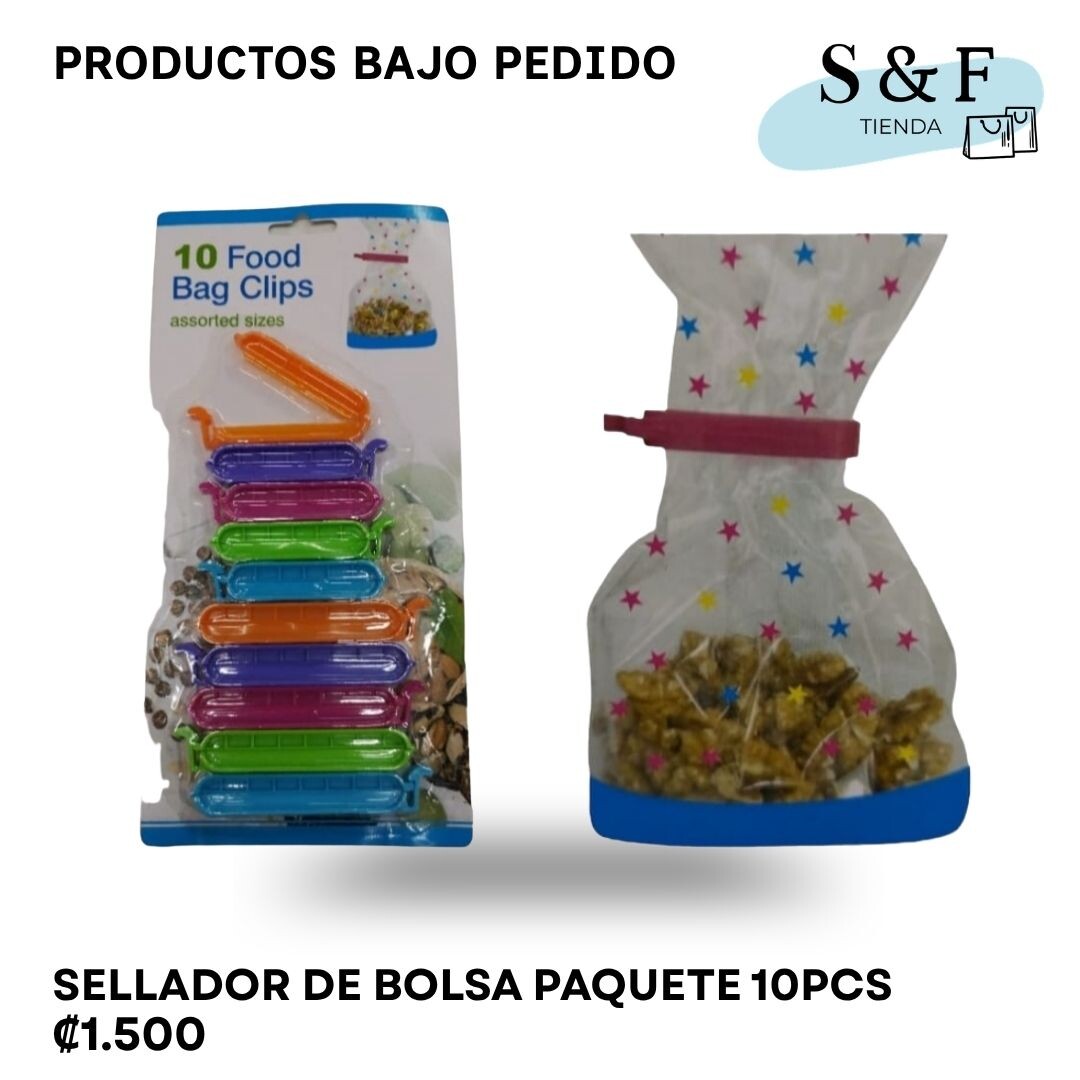 PRODUCTOS BAJO PEDIDO
S & F
TIENDA
10 Food
Bag Clips
assorted sizes
SELLADOR DE BOLSA PAQUETE 10PCS
₡1.500